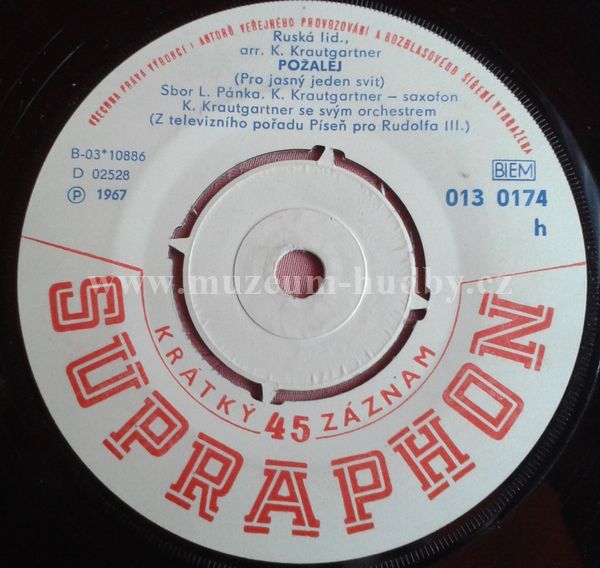 VŠECHNA PRÁVA VÝROBCE I AUTORŮ VEŘEJNÉHO PROVOZOVÁNÍ A ROZHLASOVÉHO ŠÍŘENÍ VYHRAŽENA
Ruská lid.,
arr. K. Krautgartner
POŽALEJ
(Pro jasný jeden svit)
Sbor L. Pánka. K. Krautgartner – saxofon
K. Krautgartner se svým orchestrem
(Z televizního pořadu Píseň pro Rudolfa III.)
B-03*10886
D 02528
Ⓟ 1967
BIEM
013 0174
h
www.muzeum-hudby.cz
KRÁTKÝ 45 ZÁZNAM
SUPRAPHON